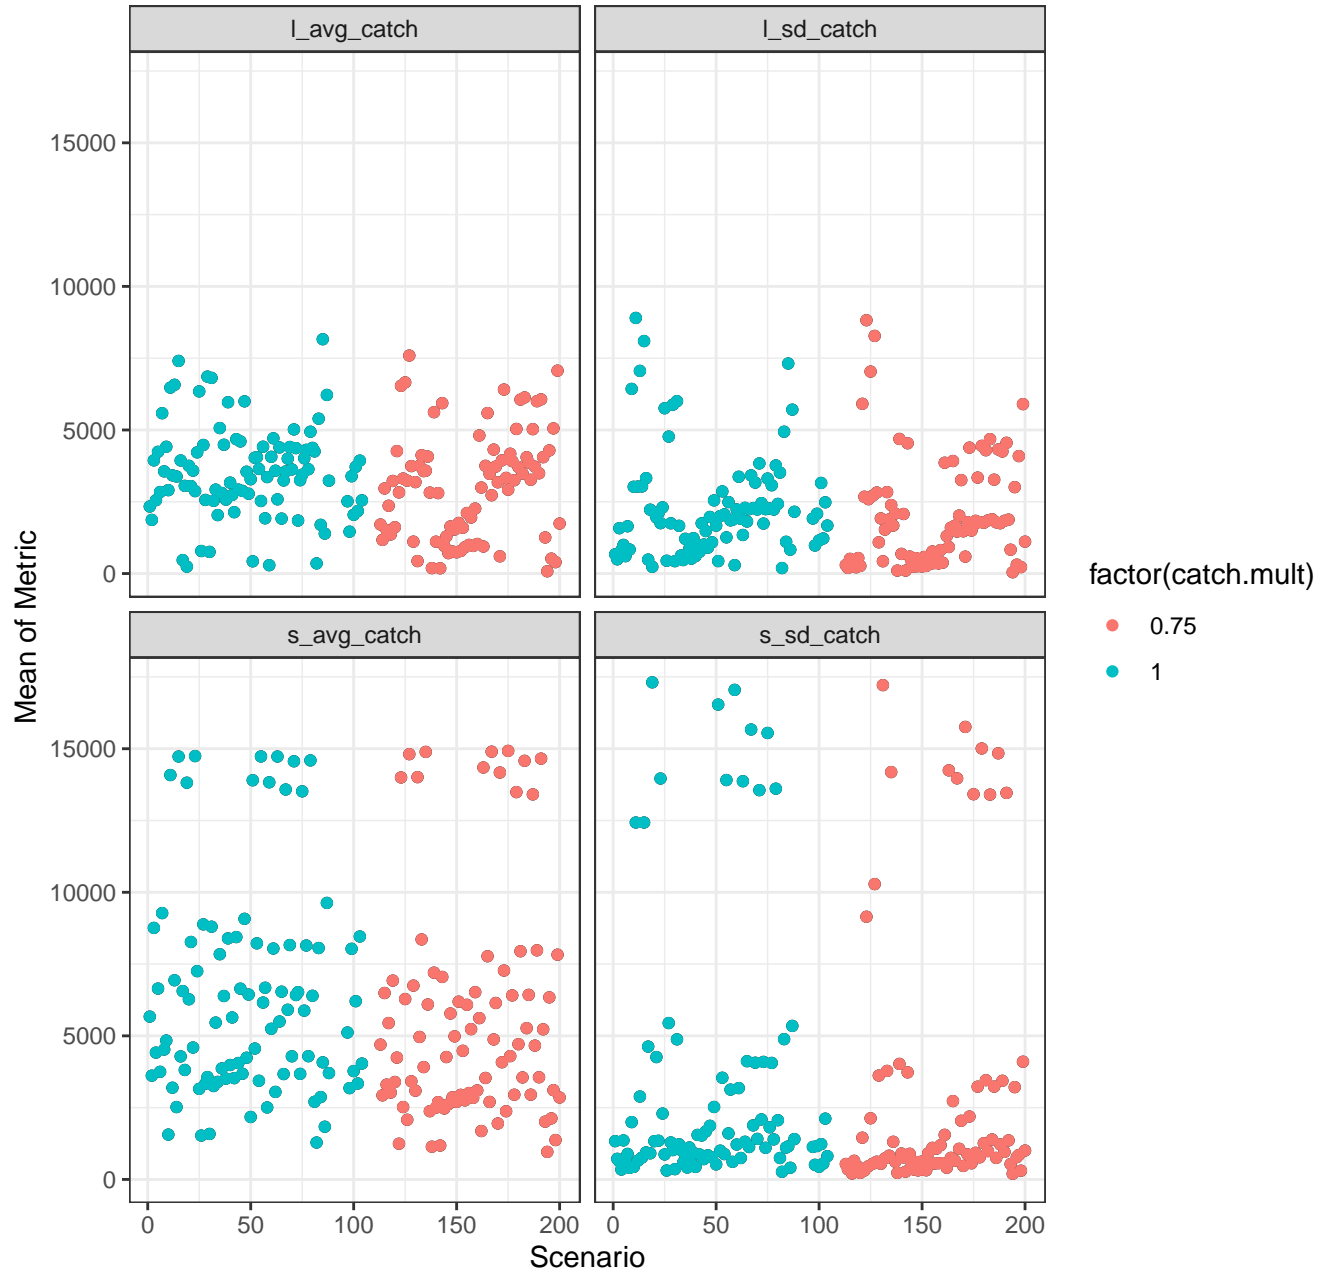 l_avg_catch
l_sd_catch
15000
10000
5000
0
s_avg_catch
s_sd_catch
15000
10000
5000
0
0 50 100 150 200
0 50 100 150 200
Scenario
Mean of Metric
factor(catch.mult)
0.75
1